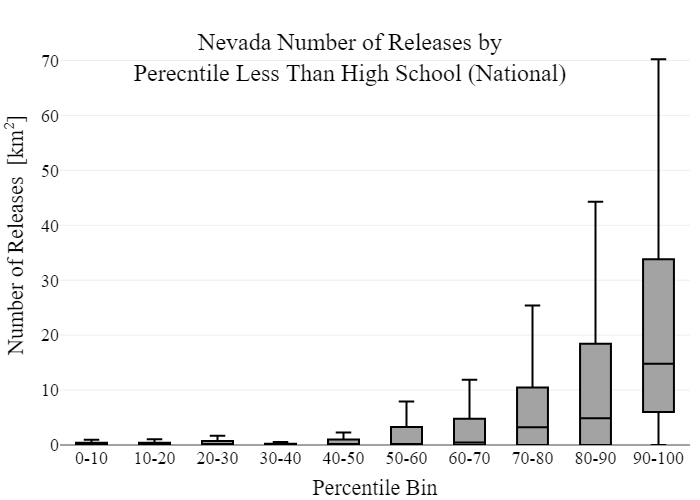 Nevada Number of Releases by
Perecntile Less Than High School (National)
Number of Releases [km²]
70
60
50
40
30
20
10
0
0-10 10-20 20-30 30-40 40-50 50-60 60-70 70-80 80-90 90-100
Percentile Bin